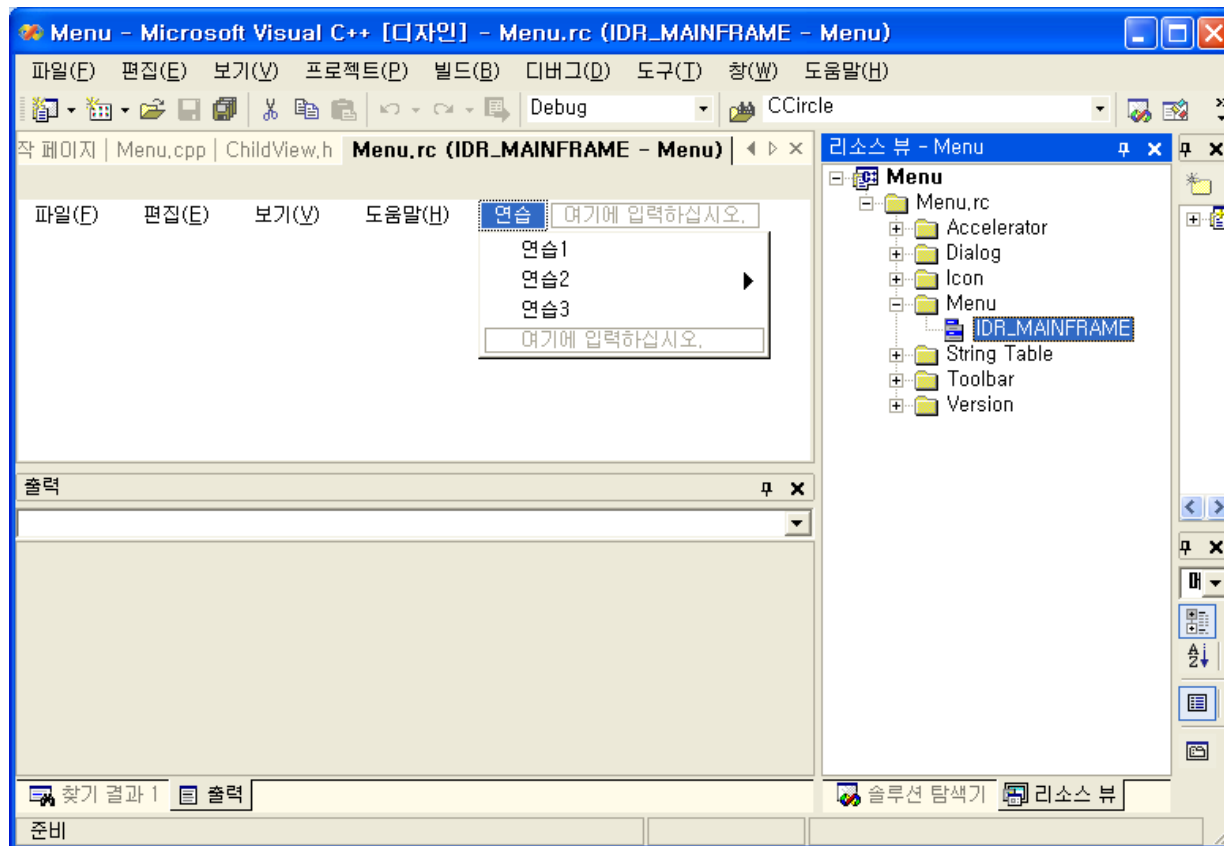 Menu - Microsoft Visual C++ [디자인] - Menu.rc (IDR_MAINFRAME - Menu)
파일(F) 편집(E) 보기(V) 프로젝트(P) 빌드(B) 디버그(D) 도구(T) 창(W) 도움말(H)
Debug CCircle
작 페이지 Menu.cpp ChildView.h Menu.rc (IDR_MAINFRAME - Menu)
파일(F) 편집(E) 보기(V) 도움말(H) 연습 여기에 입력하십시오.
연습1
연습2
연습3
여기에 입력하십시오.
출력
찾기 결과 1 출력
리소스 뷰 - Menu
Menu
Menu.rc
Accelerator
Dialog
Icon
Menu
IDR_MAINFRAME
String Table
Toolbar
Version
솔루션 탐색기 리소스 뷰
준비